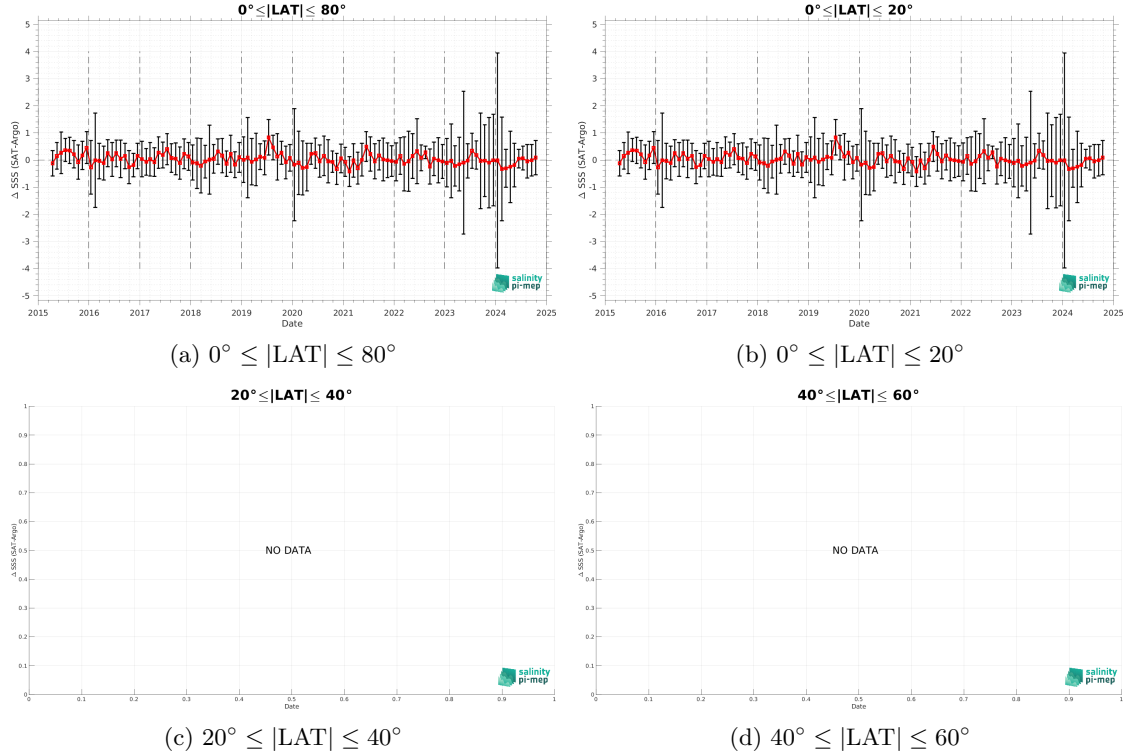 0°≤|LAT|≤ 80°
5
4
3
2
1
0
-1
-2
-3
-4
-5
Δ SSS (SAT-Argo)
2015 2016 2017 2018 2019 2020 2021 2022 2023 2024 2025
Date
salinity
pi-mep
(a) 0° ≤ |LAT| ≤ 80°
0°≤|LAT|≤ 20°
5
4
3
2
1
0
-1
-2
-3
-4
-5
Δ SSS (SAT-Argo)
2015 2016 2017 2018 2019 2020 2021 2022 2023 2024 2025
Date
salinity
pi-mep
(b) 0° ≤ |LAT| ≤ 20°
20°≤|LAT|≤ 40°
1
0.9
0.8
0.7
0.6
0.5
0.4
0.3
0.2
0.1
0
Δ SSS (SAT-Argo)
NO DATA
0 0.1 0.2 0.3 0.4 0.5 0.6 0.7 0.8 0.9 1
Date
salinity
pi-mep
(c) 20° ≤ |LAT| ≤ 40°
40°≤|LAT|≤ 60°
1
0.9
0.8
0.7
0.6
0.5
0.4
0.3
0.2
0.1
0
Δ SSS (SAT-Argo)
NO DATA
0 0.1 0.2 0.3 0.4 0.5 0.6 0.7 0.8 0.9 1
Date
salinity
pi-mep
(d) 40° ≤ |LAT| ≤ 60°